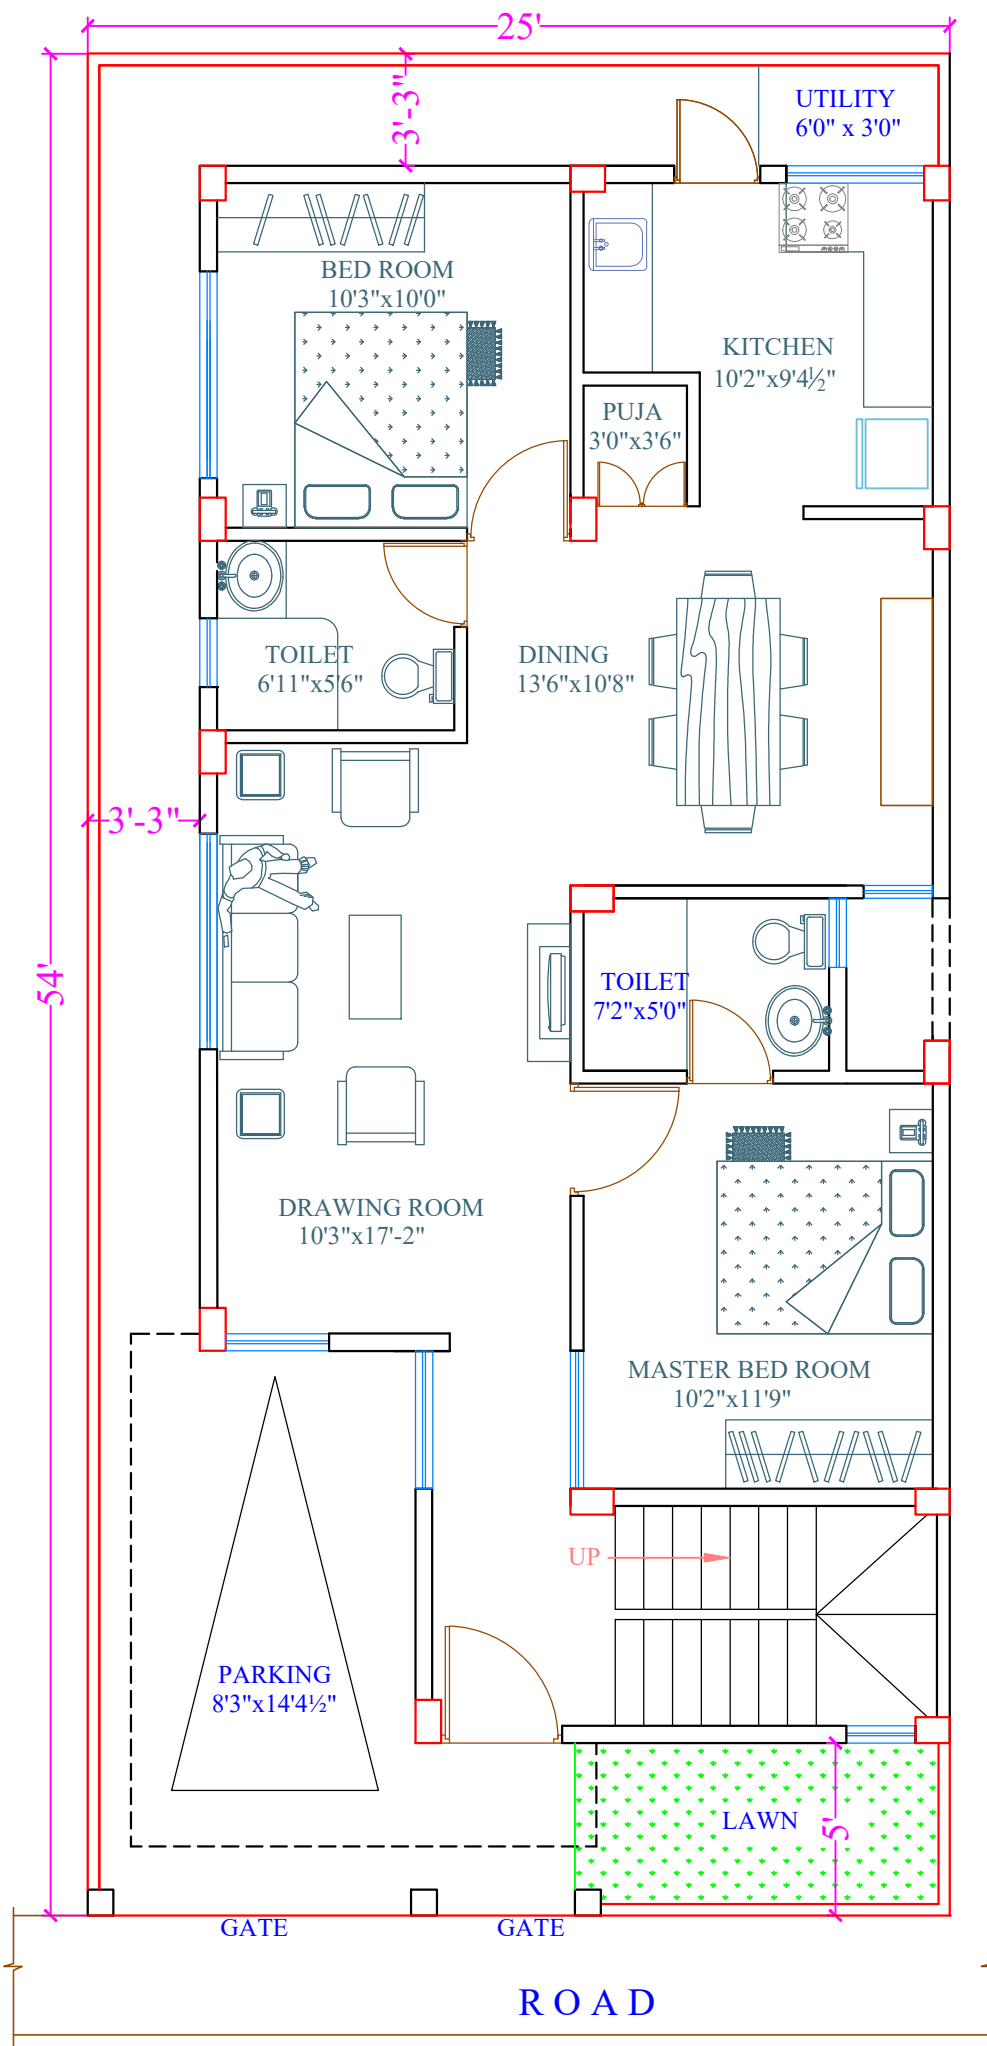 25'
3'-3"
UTILITY
6'0" x 3'0"
BED ROOM
10'3"x10'0"
KITCHEN
10'2"x9'4½"
PUJA
3'0"x3'6"
TOILET
6'11"x5'6"
DINING
13'6"x10'8"
3'-3"
54'
TOILET
7'2"x5'0"
DRAWING ROOM
10'3"x17'-2"
MASTER BED ROOM
10'2"x11'9"
UP
PARKING
8'3"x14'4½"
LAWN
5'
GATE
GATE
ROAD